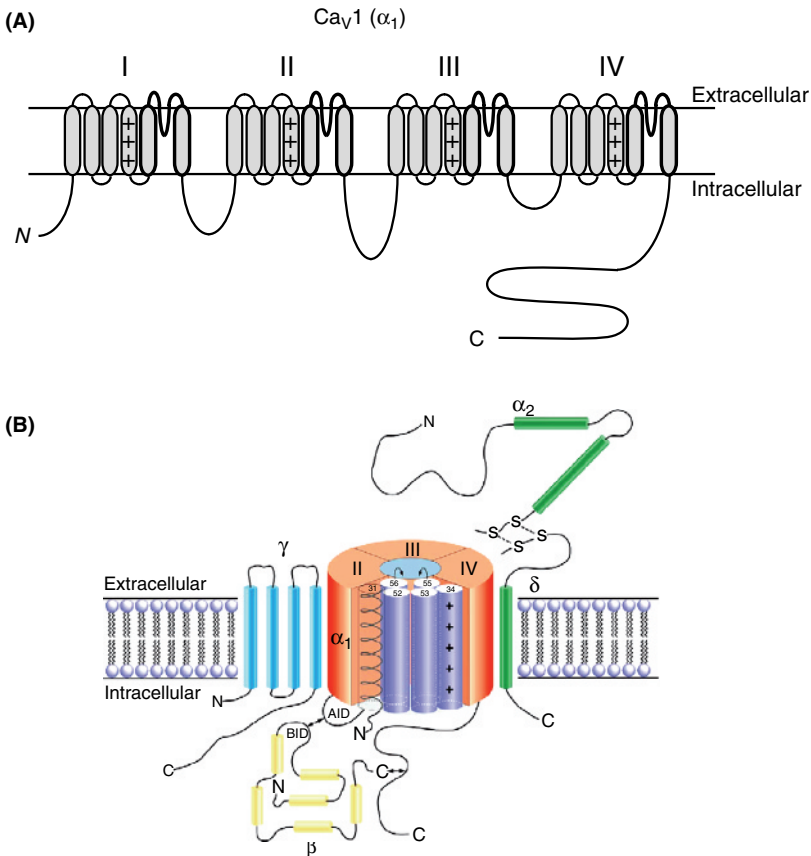 (A)
Ca_V1 (α₁)
I II III IV
Extracellular
+ + + +
+ + + +
+ + + +
Intracellular
N
C
(B)
N
α₂
S S
S S
γ
III
II IV
Extracellular
δ
31 56 55 34
52 53
+
+
+
+
+
α₁
Intracellular
N
AID
N
C
BID
C
C
N
C
β